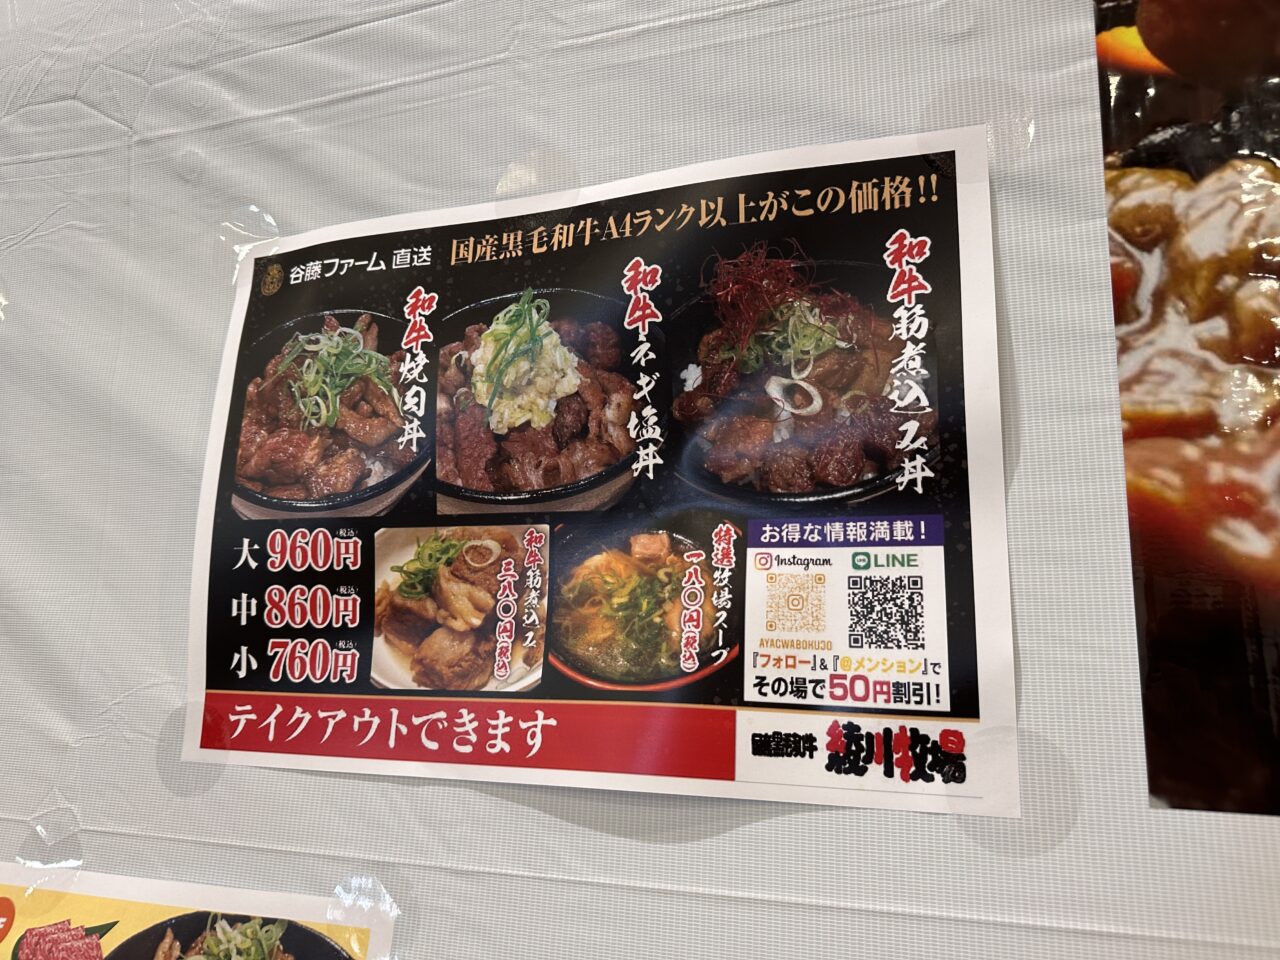 国産黒毛和牛A4ランク以上がこの価格!!
谷藤ファーム 直送
和牛焼肉丼
和牛ネギ塩丼
和牛筋煮込み丼
大 960円(税込)
中 860円(税込)
小 760円(税込)
和牛筋煮込み
三八〇円(税込)
特選牧場スープ
一八〇円(税込)
お得な情報満載!
Instagram
LINE
AYAGWABOKUJO
『フォロー』&『@メンション』で
その場で50円割引!
テイクアウトできます
綾川牧場